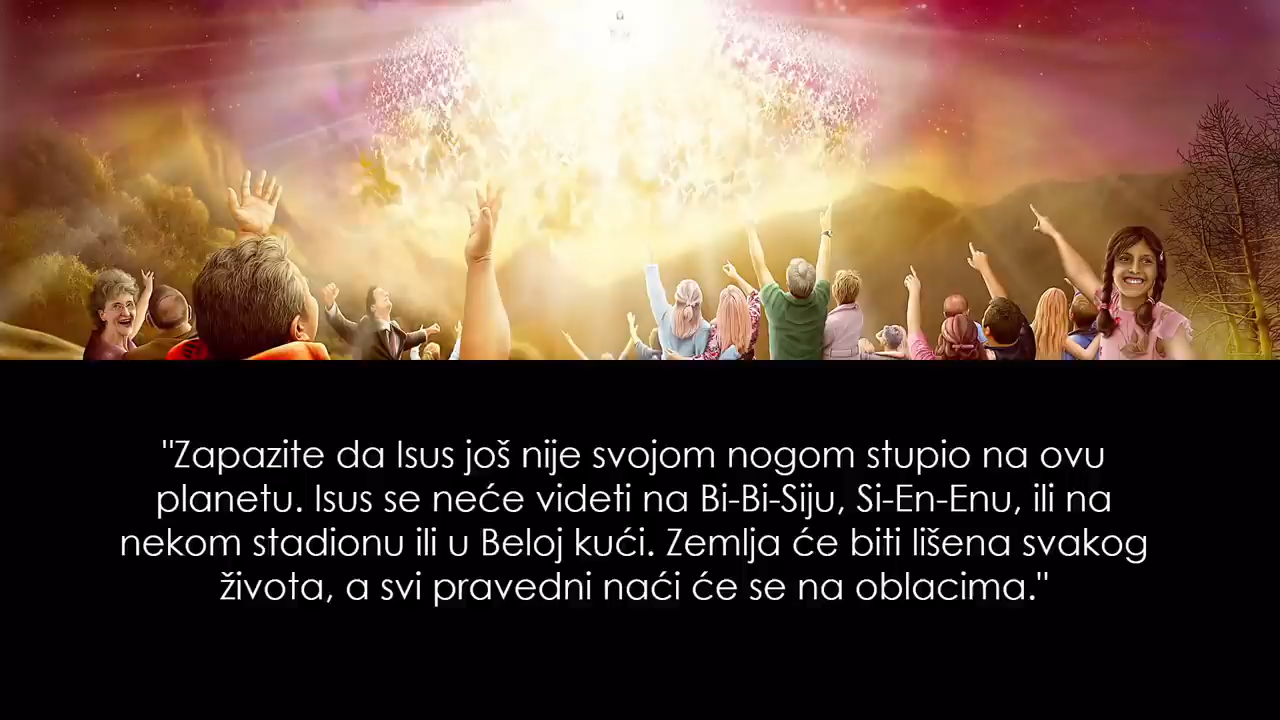 "Zapazite da Isus još nije svojom nogom stupio na ovu
planetu. Isus se neće videti na Bi-Bi-Siju, Si-En-Enu, ili na
nekom stadionu ili u Beloj kući. Zemlja će biti lišena svakog
života, a svi pravedni naći će se na oblacima."